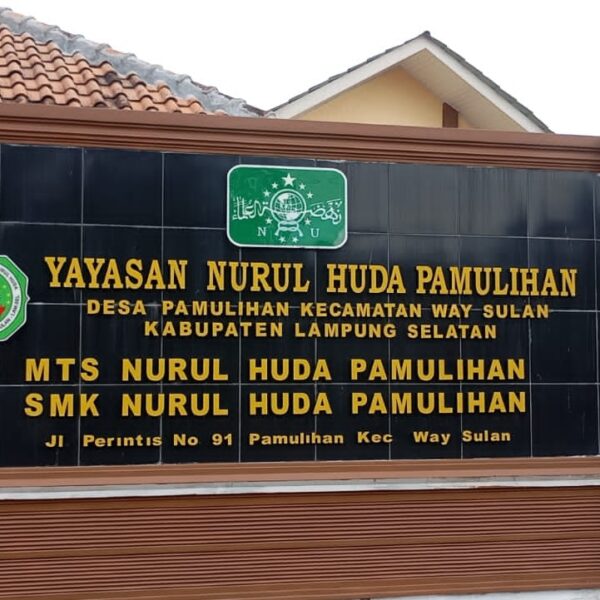 N U
YAYASAN NURUL HUDA PAMULIHAN
DESA PAMULIHAN KECAMATAN WAY SULAN
KABUPATEN LAMPUNG SELATAN
MTS NURUL HUDA PAMULIHAN
SMK NURUL HUDA PAMULIHAN
Jl Perintis No 91 Pamulihan Kec Way Sulan